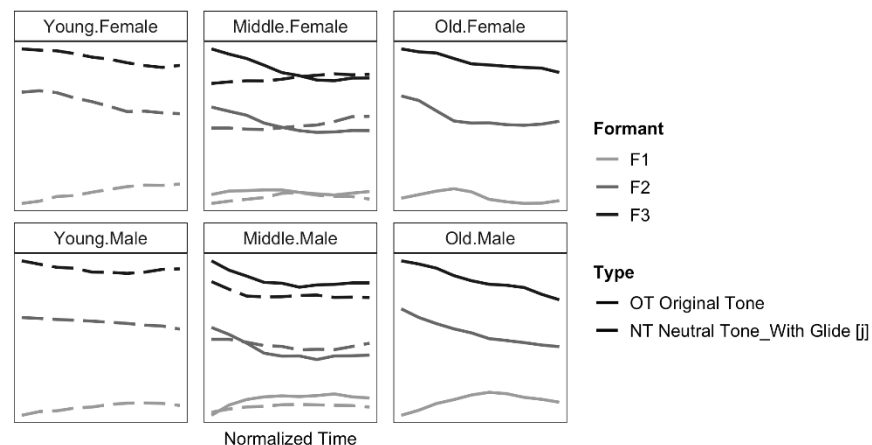 Young.Female
Middle.Female
Old.Female
Young.Male
Middle.Male
Old.Male
Normalized Time
Formant
F1
F2
F3
Type
OT Original Tone
NT Neutral Tone_With Glide [j]